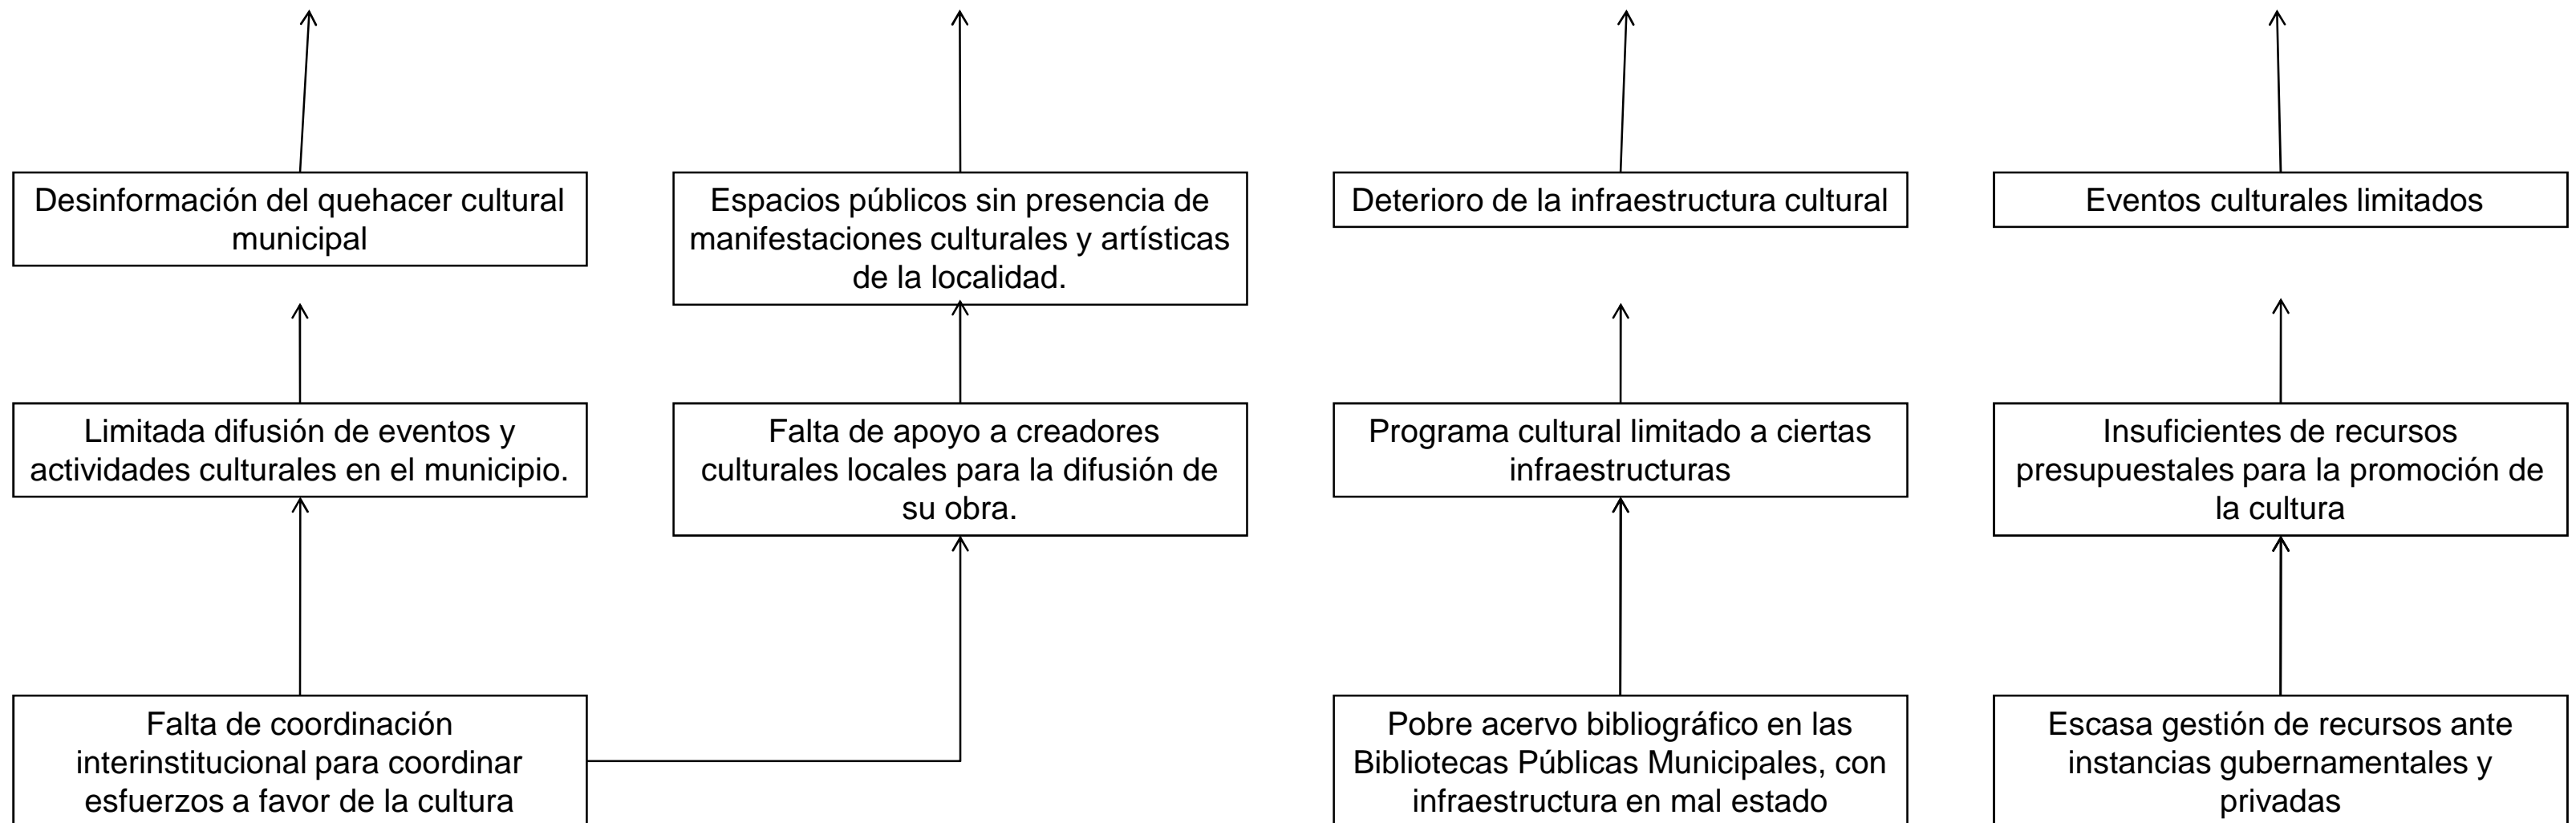 Desinformación del quehacer cultural
municipal
Espacios públicos sin presencia de
manifestaciones culturales y artísticas
de la localidad.
Deterioro de la infraestructura cultural
Eventos culturales limitados
Limitada difusión de eventos y
actividades culturales en el municipio.
Falta de apoyo a creadores
culturales locales para la difusión de
su obra.
Programa cultural limitado a ciertas
infraestructuras
Insuficientes de recursos
presupuestales para la promoción de
la cultura
Falta de coordinación
interinstitucional para coordinar
esfuerzos a favor de la cultura
Pobre acervo bibliográfico en las
Bibliotecas Públicas Municipales, con
infraestructura en mal estado
Escasa gestión de recursos ante
instancias gubernamentales y
privadas